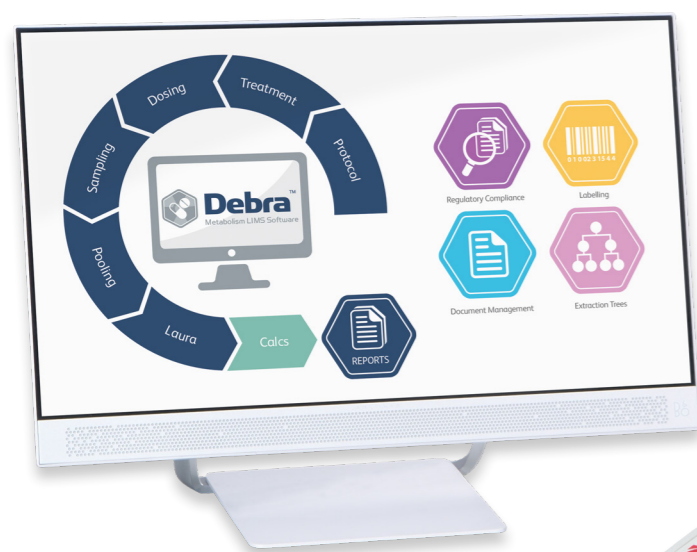 Protocol
Treatment
Dosing
Sampling
Pooling
Laura
Calcs
REPORTS
Debra™
Metabolism LIMS Software
Regulatory Compliance
9 1 0 0 2 3 1 5 4 4
Labelling
Document Management
Extraction Trees